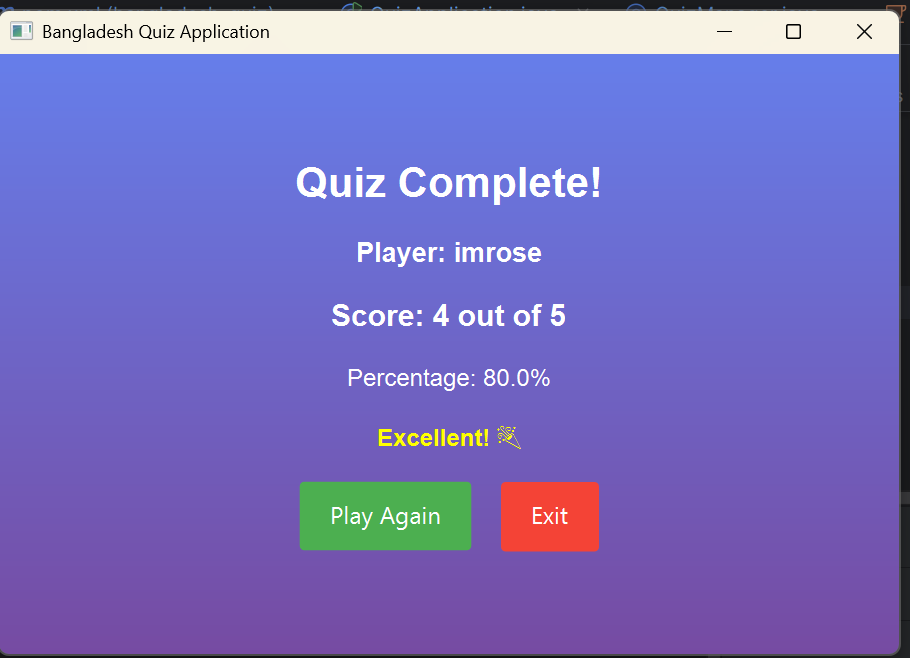 Bangladesh Quiz Application
Quiz Complete!
Player: imrose
Score: 4 out of 5
Percentage: 80.0%
Excellent! 🎉
Play Again
Exit